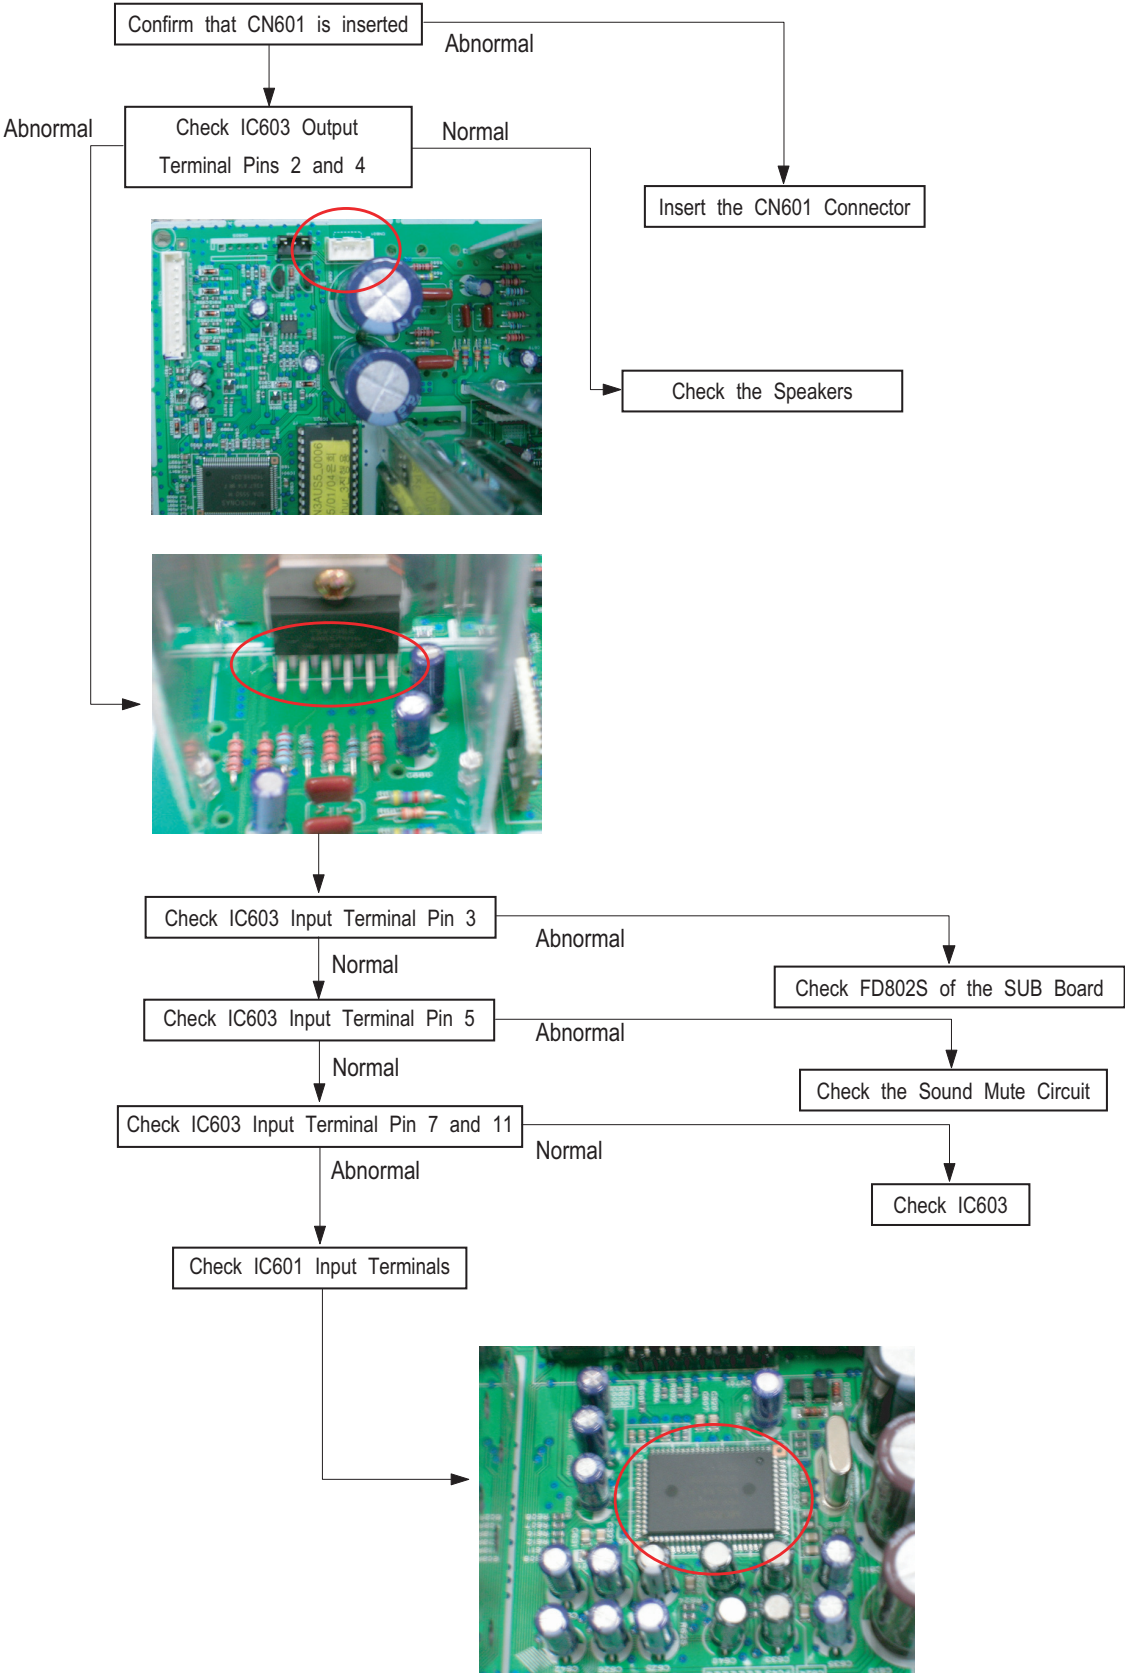 Confirm that CN601 is inserted
Abnormal
Abnormal
Check IC603 Output
Terminal Pins 2 and 4
Normal
Insert the CN601 Connector
Check the Speakers
Check IC603 Input Terminal Pin 3
Abnormal
Normal
Check FD802S of the SUB Board
Check IC603 Input Terminal Pin 5
Abnormal
Normal
Check the Sound Mute Circuit
Check IC603 Input Terminal Pin 7 and 11
Normal
Abnormal
Check IC603
Check IC601 Input Terminals